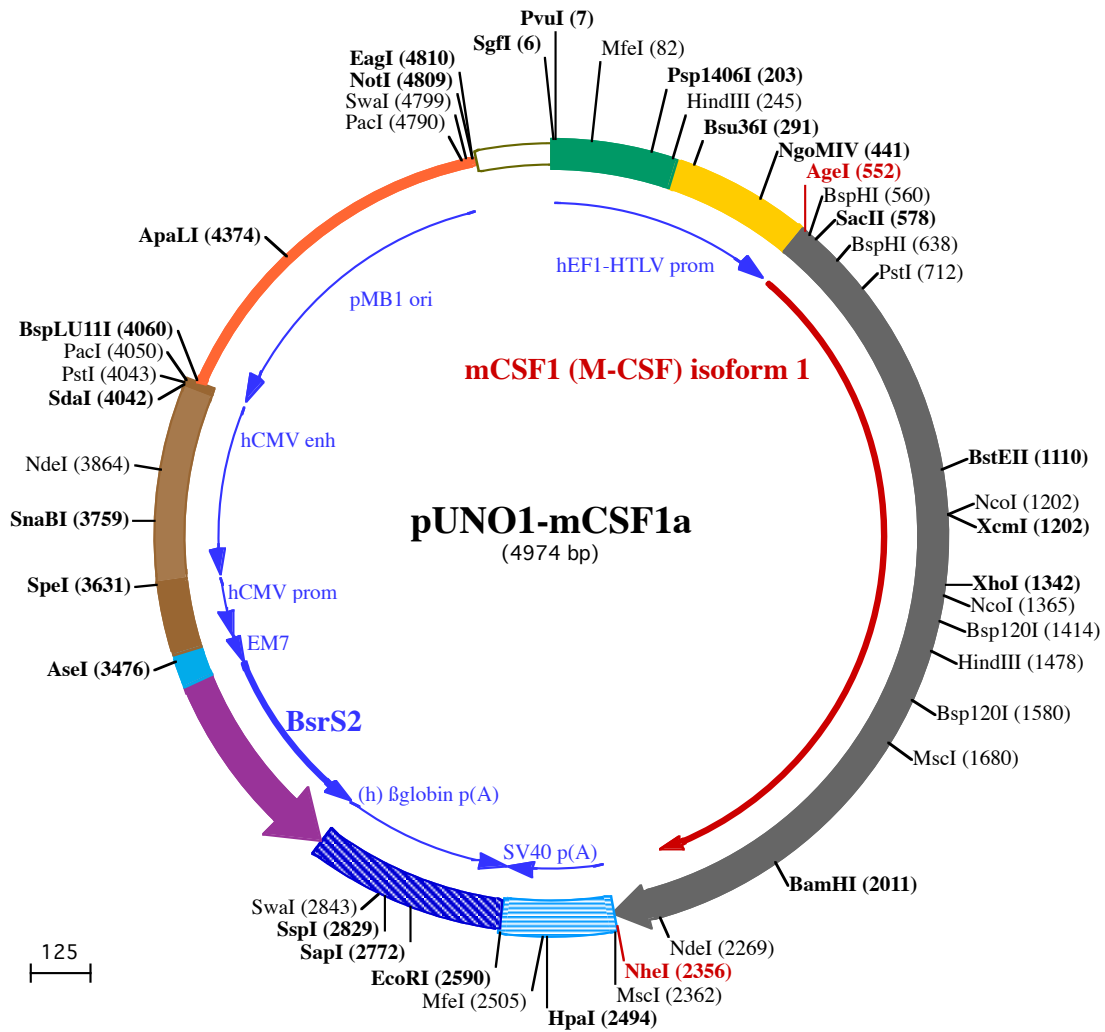 PvuI (7)
SgfI (6)
MfeI (82)
EagI (4810)
NotI (4809)
SwaI (4799)
PacI (4790)
Psp1406I (203)
HindIII (245)
Bsu36I (291)
NgoMIV (441)
AgeI (552)
BspHI (560)
SacII (578)
BspHI (638)
PstI (712)
ApaLI (4374)
hEF1-HTLV prom
pMB1 ori
BspLU11I (4060)
PacI (4050)
PstI (4043)
SdaI (4042)
mCSF1 (M-CSF) isoform 1
hCMV enh
NdeI (3864)
SnaBI (3759)
SpeI (3631)
AseI (3476)
pUNO1-mCSF1a
(4974 bp)
BstEII (1110)
NcoI (1202)
XcmI (1202)
XhoI (1342)
NcoI (1365)
Bsp120I (1414)
HindIII (1478)
Bsp120I (1580)
MscI (1680)
hCMV prom
EM7
BsrS2
(h) ßglobin p(A)
SV40 p(A)
BamHI (2011)
SwaI (2843)
SspI (2829)
SapI (2772)
EcoRI (2590)
MfeI (2505)
HpaI (2494)
NdeI (2269)
NheI (2356)
MscI (2362)
125